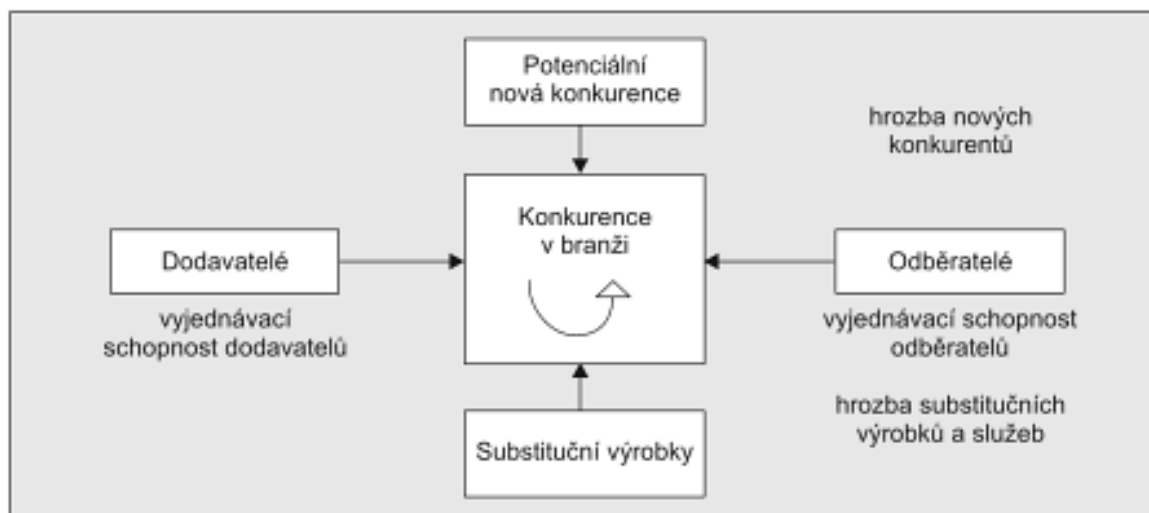 Potenciální
nová konkurence
hrozba nových
konkurentů
Konkurence
v branži
Dodavatelé
Odběratelé
vyjednávací
schopnost dodavatelů
vyjednávací schopnost
odběratelů
hrozba substitučních
výrobků a služeb
Substituční výrobky